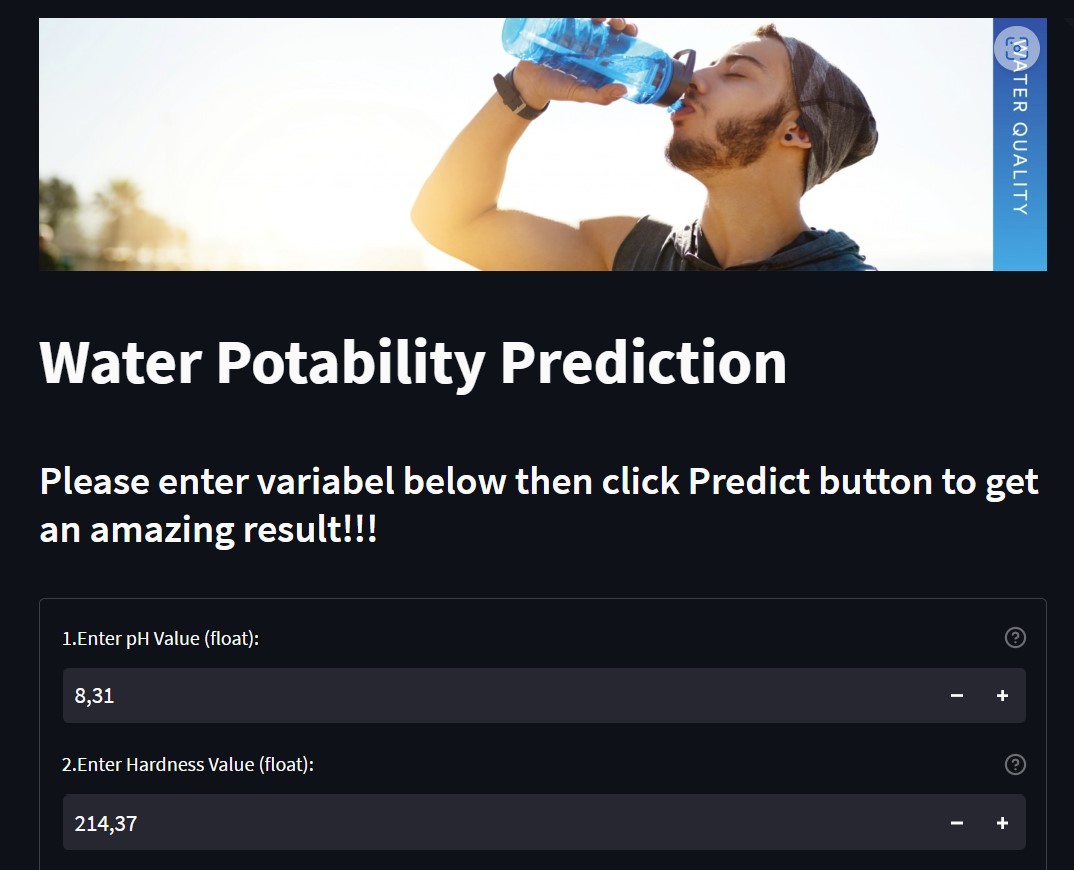 WATER QUALITY
Water Potability Prediction
Please enter variabel below then click Predict button to get
an amazing result!!!
1.Enter pH Value (float):
8,31
2.Enter Hardness Value (float):
214,37